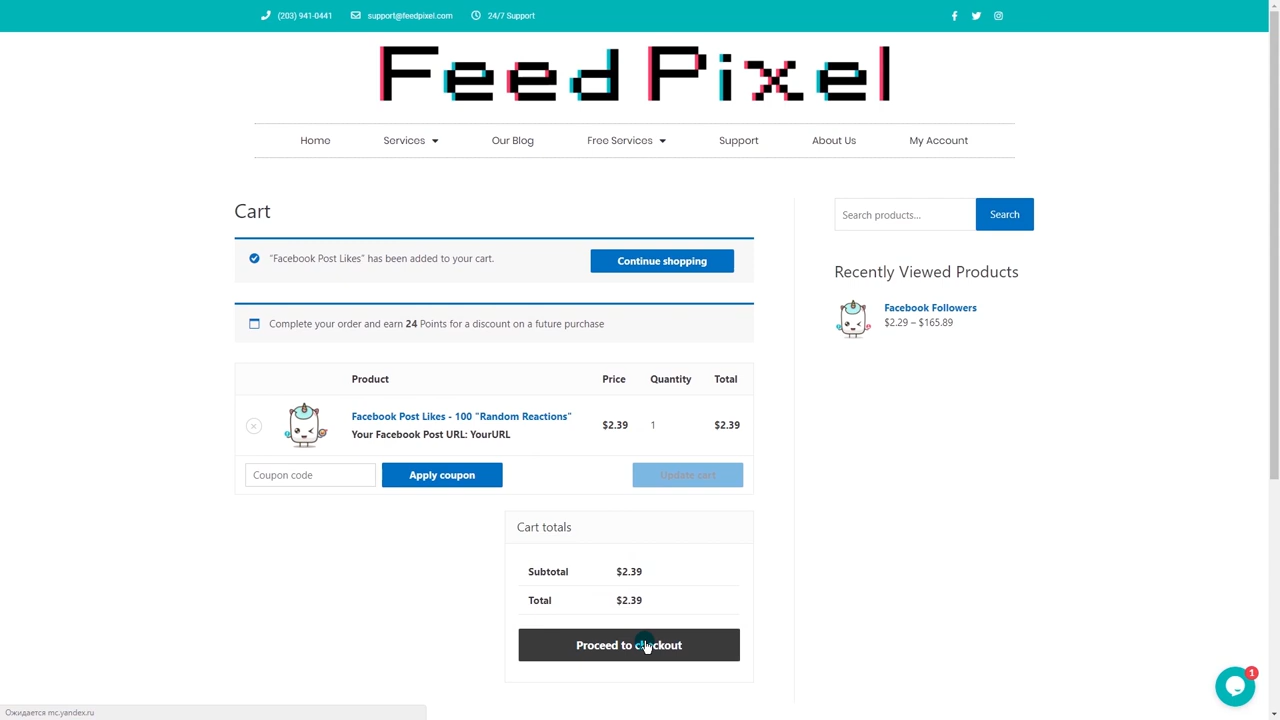 (203) 941-0441 support@feedpixel.com 24/7 Support
Feed Pixel
Home Services Our Blog Free Services Support About Us My Account
Cart
Search products... Search
“Facebook Post Likes” has been added to your cart. Continue shopping
Recently Viewed Products
Facebook Followers
$2.29 – $165.89
Complete your order and earn 24 Points for a discount on a future purchase
Product Price Quantity Total
Facebook Post Likes - 100 "Random Reactions"
Your Facebook Post URL: YourURL
$2.39 1 $2.39
Coupon code Apply coupon Update cart
Cart totals
Subtotal $2.39
Total $2.39
Proceed to checkout
1
Ожидается mc.yandex.ru